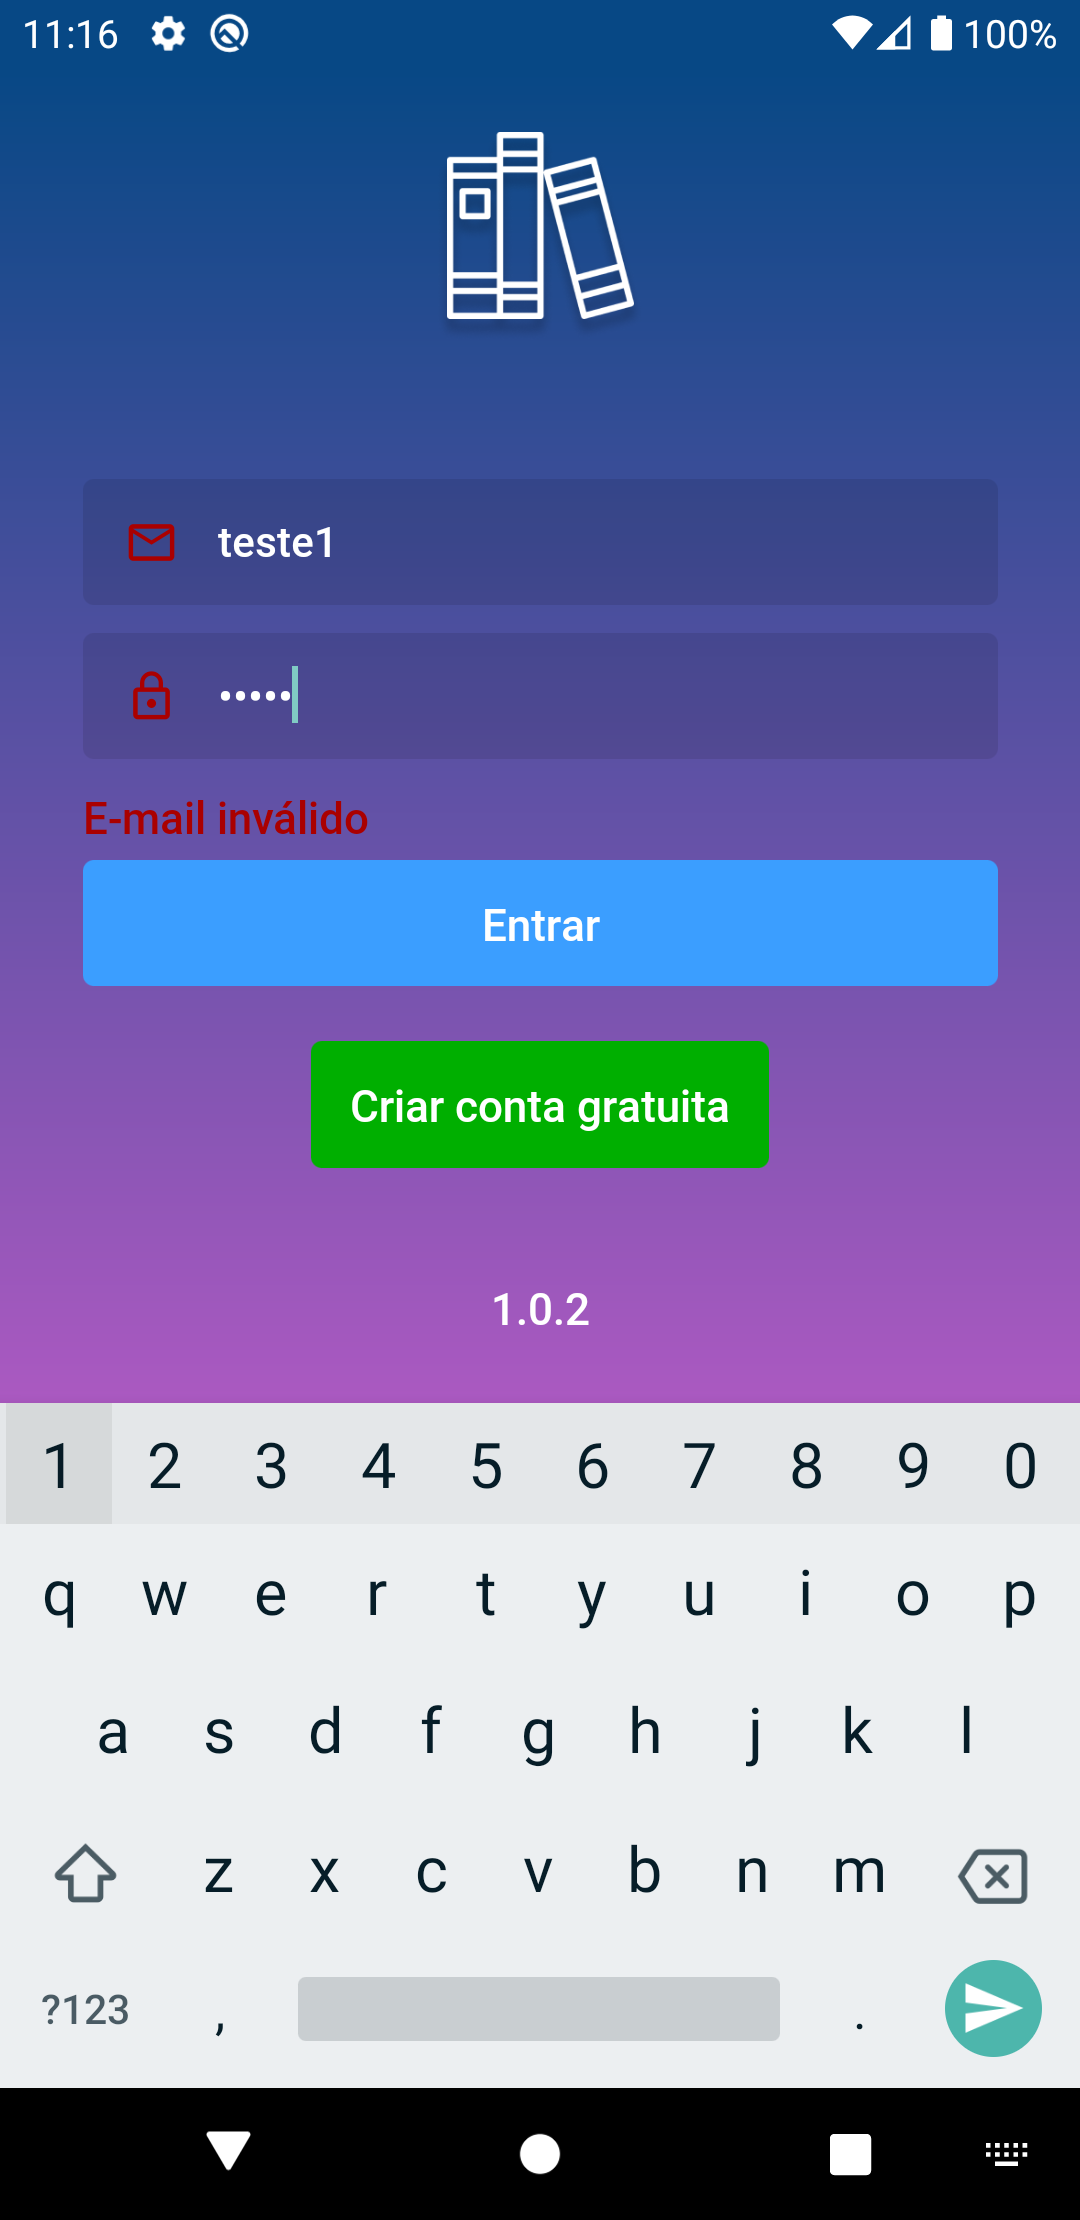 11:16 100%
teste1
•••••
E-mail inválido
Entrar
Criar conta gratuita
1.0.2
1 2 3 4 5 6 7 8 9 0
q w e r t y u i o p
a s d f g h j k l
z x c v b n m
?123 , .